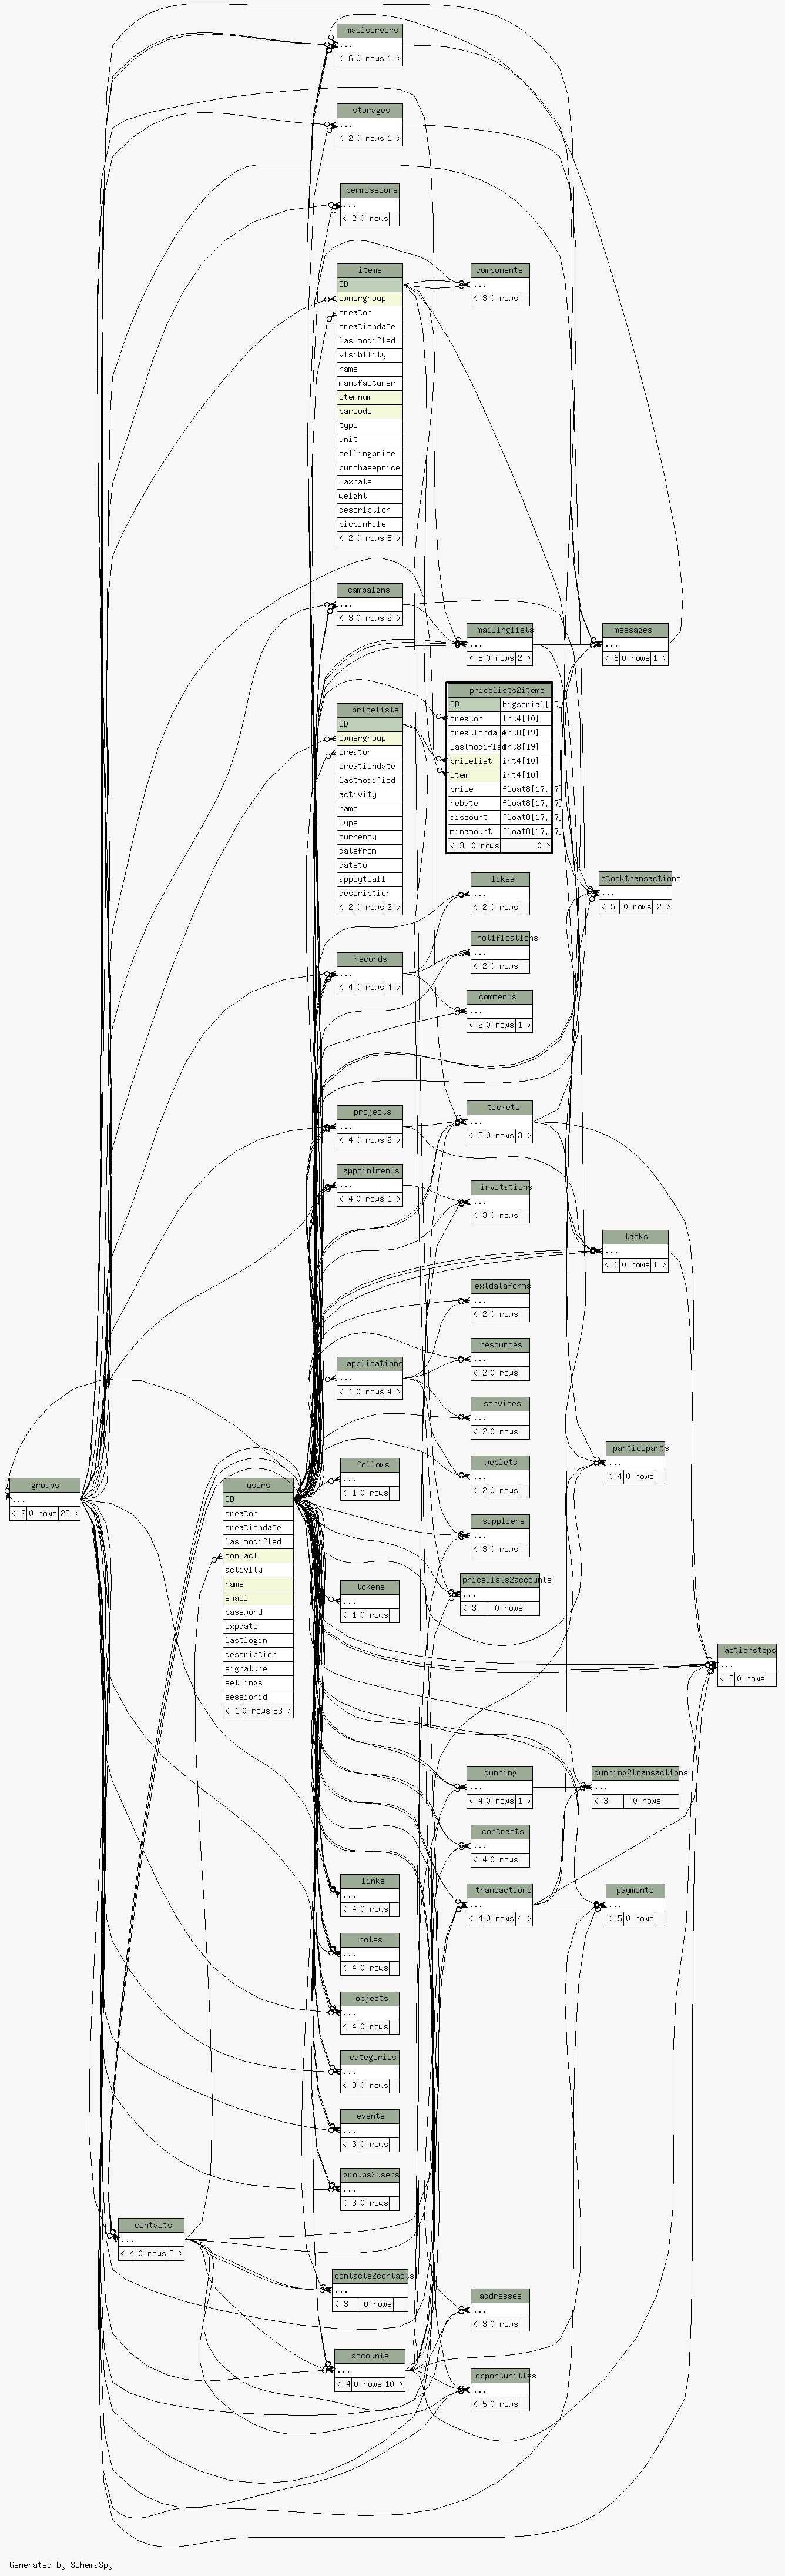 mailservers
...
< 6 0 rows 1 >
storages
...
< 2 0 rows 1 >
permissions
...
< 2 0 rows
items
ID
ownergroup
creator
creationdate
lastmodified
visibility
name
manufacturer
itemnum
barcode
type
unit
sellingprice
purchaseprice
taxrate
weight
description
picbinfile
< 2 0 rows 5 >
components
...
< 3 0 rows
campaigns
...
< 3 0 rows 2 >
mailinglists
...
< 5 0 rows 2 >
messages
...
< 6 0 rows 1 >
pricelists2items
ID bigserial[19]
creator int4[10]
creationdate int8[19]
lastmodified int8[19]
pricelist int4[10]
item int4[10]
price float8[17,17]
rebate float8[17,17]
discount float8[17,17]
minamount float8[17,17]
< 3 0 rows 0 >
pricelists
ID
ownergroup
creator
creationdate
lastmodified
activity
name
type
currency
datefrom
dateto
applytoall
description
< 2 0 rows 2 >
likes
...
< 2 0 rows
stocktransactions
...
< 5 0 rows 2 >
notifications
...
< 2 0 rows
records
...
< 4 0 rows 4 >
comments
...
< 2 0 rows 1 >
projects
...
< 4 0 rows 2 >
tickets
...
< 5 0 rows 3 >
appointments
...
< 4 0 rows 1 >
invitations
...
< 3 0 rows
tasks
...
< 6 0 rows 1 >
extdataforms
...
< 2 0 rows
resources
...
< 2 0 rows
applications
...
< 1 0 rows 4 >
services
...
< 2 0 rows
participants
...
< 4 0 rows
follows
...
< 1 0 rows
weblets
...
< 2 0 rows
groups
...
< 2 0 rows 28 >
users
ID
creator
creationdate
lastmodified
contact
activity
name
email
password
expdate
lastlogin
description
signature
settings
sessionid
< 1 0 rows 83 >
suppliers
...
< 3 0 rows
tokens
...
< 1 0 rows
pricelists2accounts
...
< 3 0 rows
actionsteps
...
< 8 0 rows
dunning
...
< 4 0 rows 1 >
dunning2transactions
...
< 3 0 rows
contracts
...
< 4 0 rows
links
...
< 4 0 rows
transactions
...
< 4 0 rows 4 >
payments
...
< 5 0 rows
notes
...
< 4 0 rows
objects
...
< 4 0 rows
categories
...
< 3 0 rows
events
...
< 3 0 rows
groups2users
...
< 3 0 rows
contacts
...
< 4 0 rows 8 >
contacts2contacts
...
< 3 0 rows
addresses
...
< 3 0 rows
accounts
...
< 4 0 rows 10 >
opportunities
...
< 5 0 rows
Generated by SchemaSpy